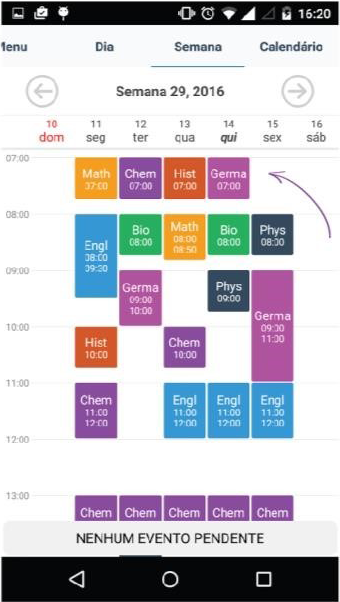 16:20
Menu Dia Semana Calendário
Semana 29, 2016
10 11 12 13 14 15 16
dom seg ter qua qui sex sáb
07:00
Math Chem Hist Germa
07:00 07:00 07:00
08:00
Engl Bio Math Bio Phys
08:00 08:00 08:00 08:00 08:00
09:30 08:50
09:00
Germa Phys Germa
09:00 09:00 09:30
10:00 11:00
10:00
Hist Chem
10:00 10:00
11:00
Chem Engl Engl Engl
11:00 11:00 11:00 11:00
12:00 12:00 12:00 12:00
12:00
13:00
Chem Chem Chem Chem Chem
NENHUM EVENTO PENDENTE